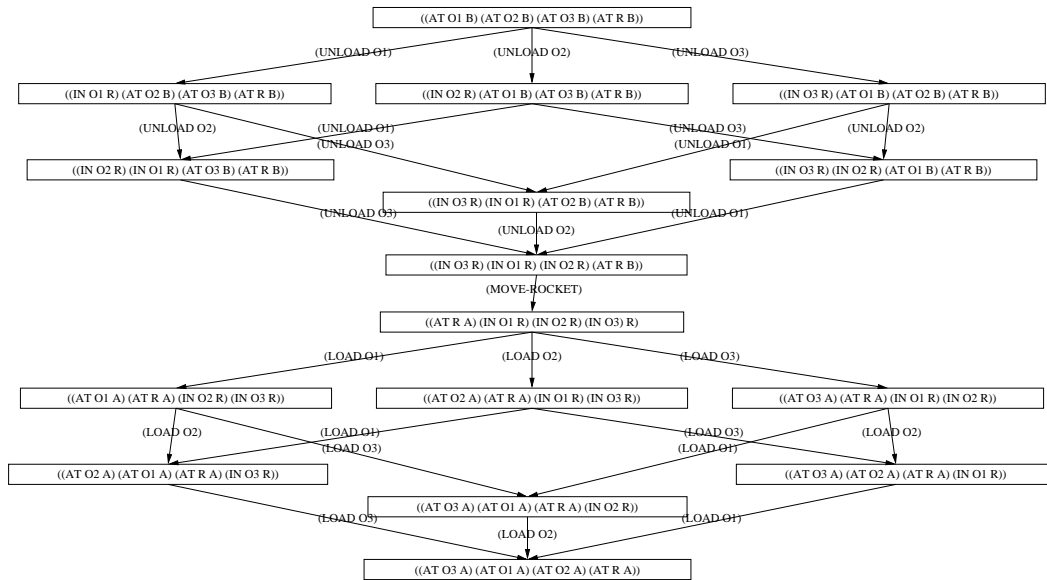 ((AT O1 B) (AT O2 B) (AT O3 B) (AT R B))
(UNLOAD O1) (UNLOAD O2) (UNLOAD O3)
((IN O1 R) (AT O2 B) (AT O3 B) (AT R B)) ((IN O2 R) (AT O1 B) (AT O3 B) (AT R B)) ((IN O3 R) (AT O1 B) (AT O2 B) (AT R B))
(UNLOAD O2) (UNLOAD O1) (UNLOAD O3) (UNLOAD O2)
(UNLOAD O3) (UNLOAD O1)
((IN O2 R) (IN O1 R) (AT O3 B) (AT R B)) ((IN O3 R) (IN O2 R) (AT O1 B) (AT R B))
((IN O3 R) (IN O1 R) (AT O2 B) (AT R B))
(UNLOAD O3) (UNLOAD O1)
(UNLOAD O2)
((IN O3 R) (IN O1 R) (IN O2 R) (AT R B))
(MOVE-ROCKET)
((AT R A) (IN O1 R) (IN O2 R) (IN O3) R)
(LOAD O1) (LOAD O2) (LOAD O3)
((AT O1 A) (AT R A) (IN O2 R) (IN O3 R)) ((AT O2 A) (AT R A) (IN O1 R) (IN O3 R)) ((AT O3 A) (AT R A) (IN O1 R) (IN O2 R))
(LOAD O2) (LOAD O1) (LOAD O3) (LOAD O2)
(LOAD O3) (LOAD O1)
((AT O2 A) (AT O1 A) (AT R A) (IN O3 R)) ((AT O3 A) (AT O2 A) (AT R A) (IN O1 R))
((AT O3 A) (AT O1 A) (AT R A) (IN O2 R))
(LOAD O3) (LOAD O1)
(LOAD O2)
((AT O3 A) (AT O1 A) (AT O2 A) (AT R A))